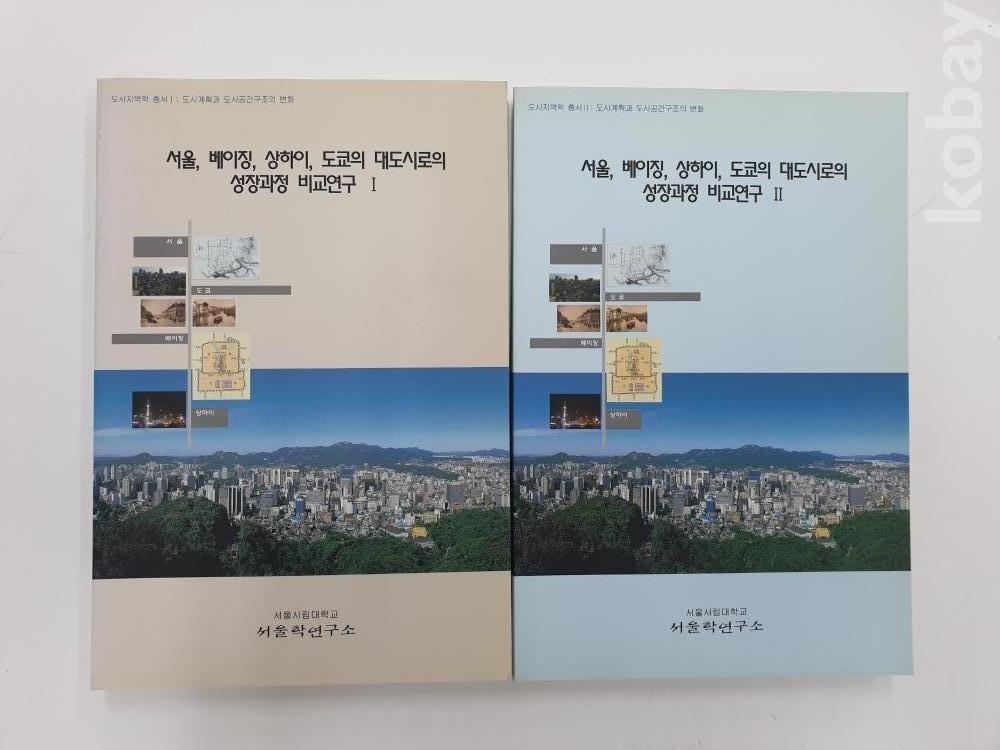 도시지역학 총서 I : 도시계획과 도시공간구조의 변화
서울, 베이징, 상하이, 도쿄의 대도시로의
성장과정 비교연구 I
서 울
도 쿄
베이징
상하이
서울시립대학교
서울학연구소
도시지역학 총서 II : 도시계획과 도시공간구조의 변화
서울, 베이징, 상하이, 도쿄의 대도시로의
성장과정 비교연구 II
서 울
도 쿄
베이징
상하이
서울시립대학교
서울학연구소
kobay